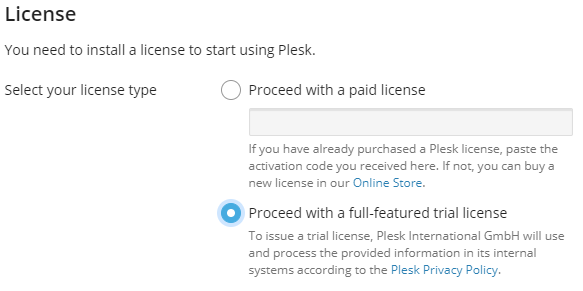 License
You need to install a license to start using Plesk.
Select your license type
Proceed with a paid license
If you have already purchased a Plesk license, paste the
activation code you received here. If not, you can buy a
new license in our Online Store.
Proceed with a full-featured trial license
To issue a trial license, Plesk International GmbH will use
and process the provided information in its internal
systems according to the Plesk Privacy Policy.